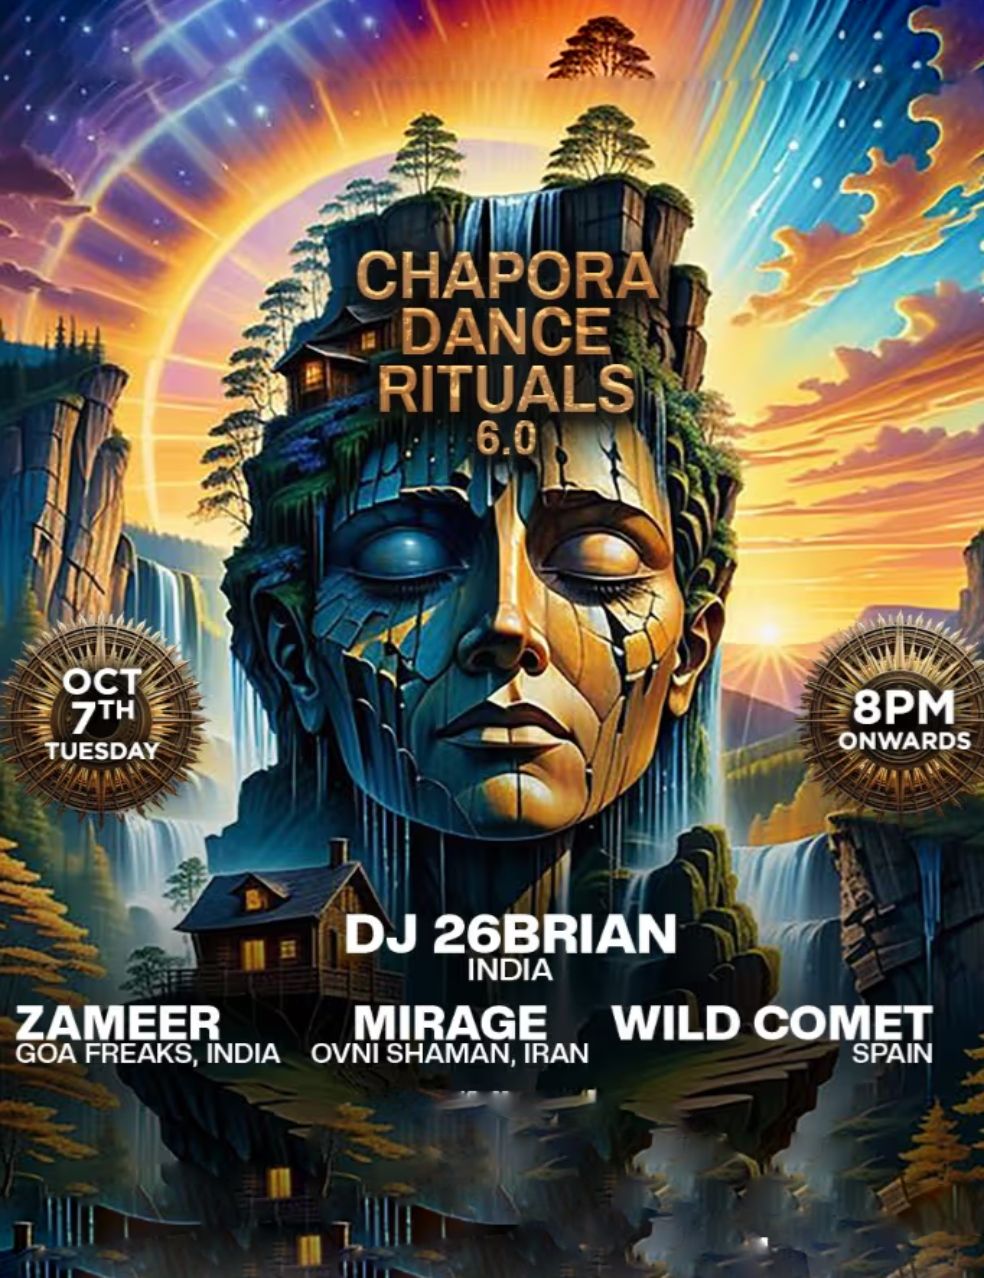 CHAPORA
DANCE
RITUALS
6.0
OCT
7TH
TUESDAY
8PM
ONWARDS
DJ 26BRIAN
INDIA
ZAMEER
GOA FREAKS, INDIA
MIRAGE
OVNI SHAMAN, IRAN
WILD COMET
SPAIN